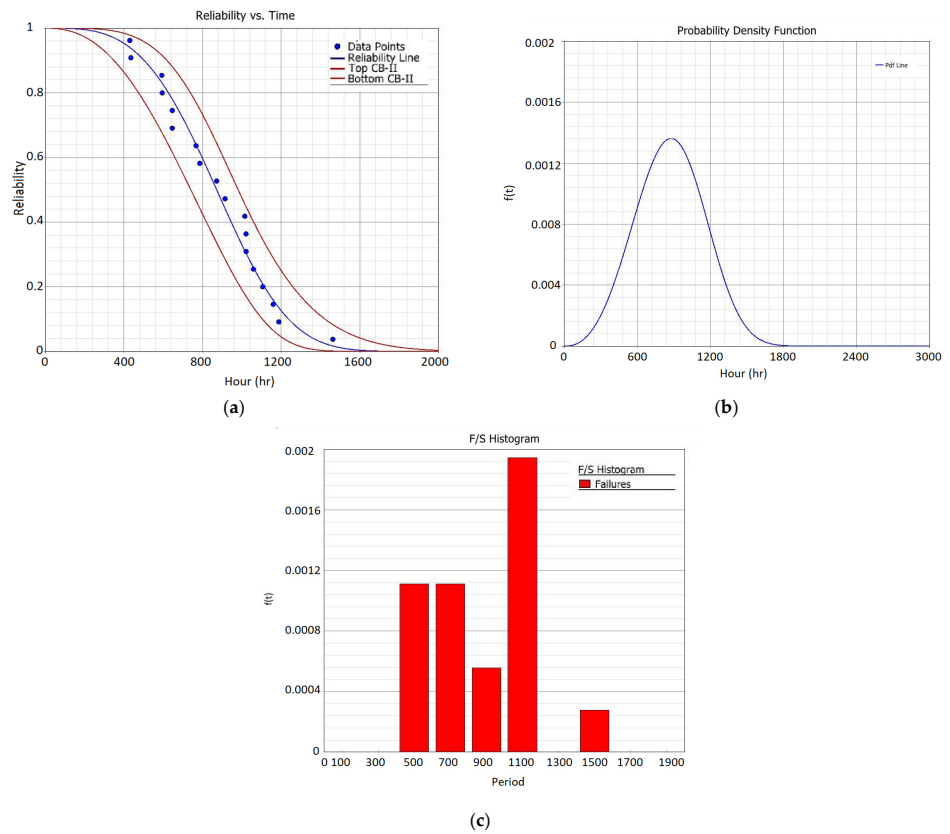 Reliability vs. Time
Data Points
Reliability Line
Top CB-II
Bottom CB-II
Reliability
1
0.8
0.6
0.4
0.2
0
0 400 800 1200 1600 2000
Hour (hr)
(a)
Probability Density Function
Pdf Line
f(t)
0.002
0.0016
0.0012
0.0008
0.004
0
0 600 1200 1800 2400 3000
Hour (hr)
(b)
F/S Histogram
F/S Histogram
Failures
f(t)
0.002
0.0016
0.0012
0.0008
0.0004
0
0 100 300 500 700 900 1100 1300 1500 1700 1900
Period
(c)